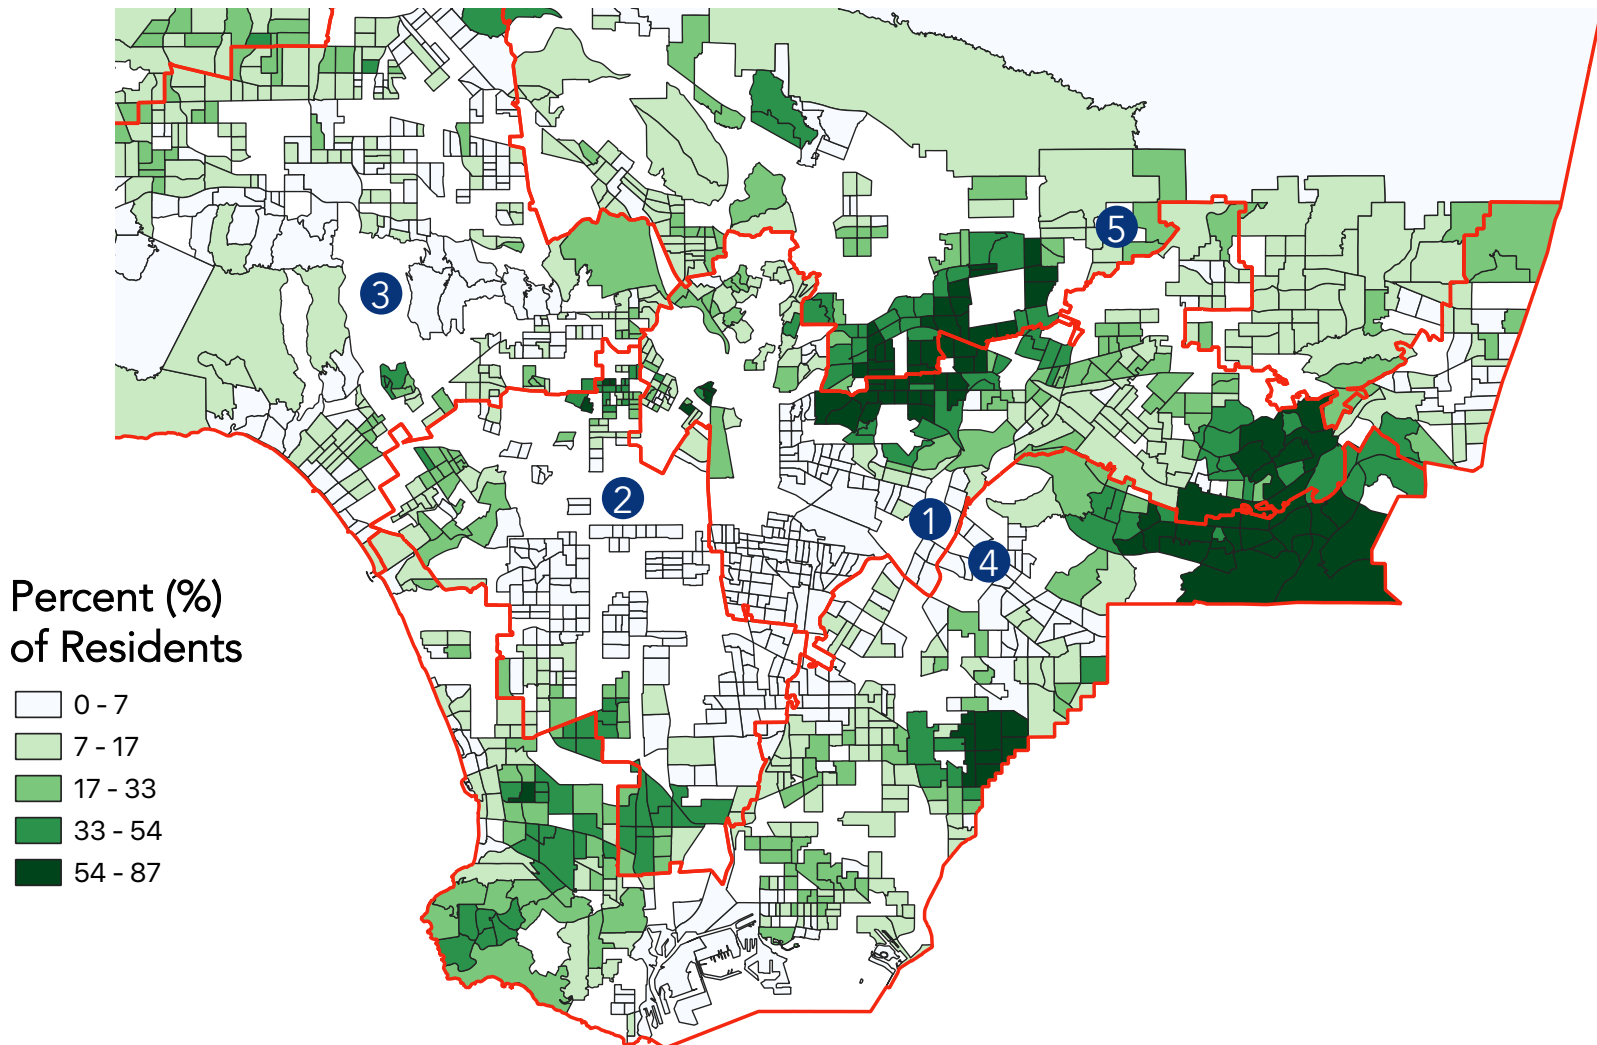 5
3
2
1
4
Percent (%)
of Residents
0 - 7
7 - 17
17 - 33
33 - 54
54 - 87